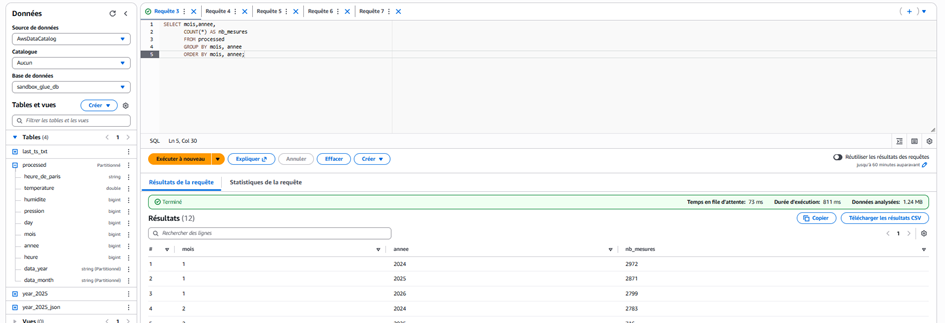 Données
Source de données
AwsDataCatalog
Catalogue
Aucun
Base de données
sandbox_glue_db
Tables et vues
Créer
Filtrer les tables et les vues
Tables (4)
1
last_ts_txt
processed
Partitionné
heure_de_paris
string
temperature
double
humidite
bigint
pression
bigint
day
bigint
mois
bigint
annee
bigint
heure
bigint
data_year
string (Partitionné)
data_month
string (Partitionné)
year_2025
year_2025_json
Vues (0)
1
Requête 3
Requête 4
Requête 5
Requête 6
Requête 7
1 SELECT mois,annee,
2 COUNT(*) AS nb_mesures
3 FROM processed
4 GROUP BY mois, annee
5 ORDER BY mois, annee;
SQL Ln 5, Col 30
Exécuter à nouveau
Expliquer
Annuler
Effacer
Créer
Réutiliser les résultats des requêtes
jusqu'à 60 minutes auparavant
Résultats de la requête
Statistiques de la requête
Terminé
Temps en file d'attente: 73 ms
Durée d'exécution: 811 ms
Données analysées: 1.24 MB
Résultats (12)
Copier
Télécharger les résultats CSV
Rechercher des lignes
1
# mois annee nb_mesures
1 1 2024 2972
2 1 2025 2871
3 1 2026 2799
4 2 2024 2783